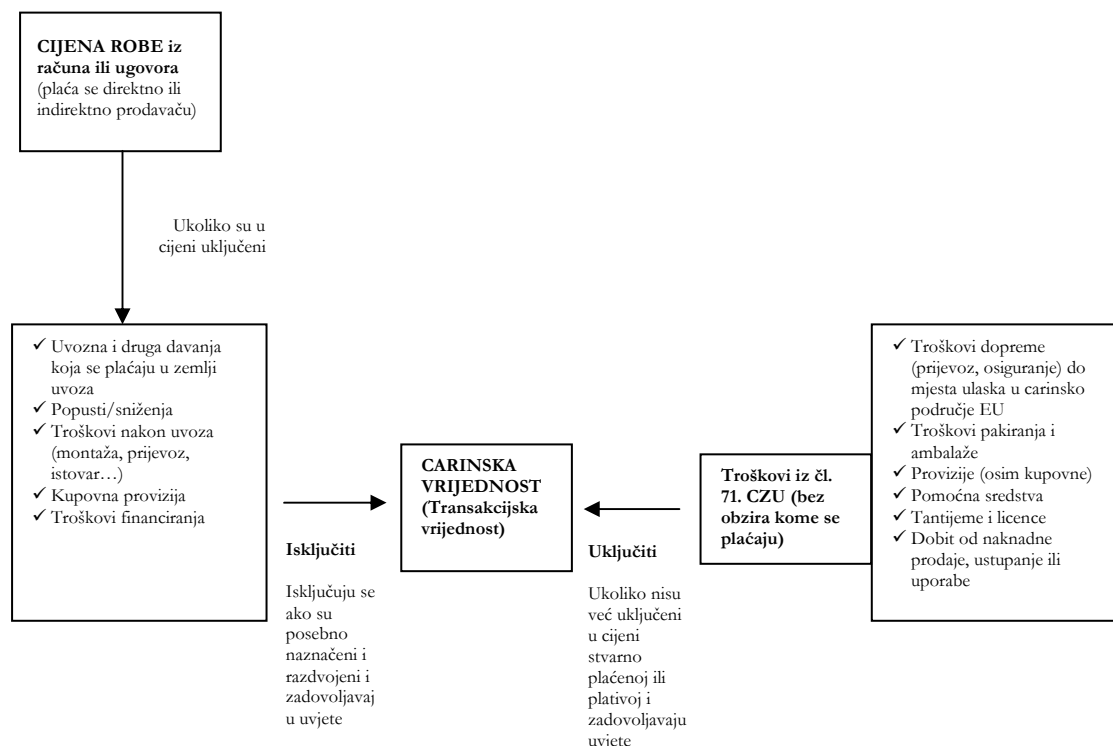 CIJENA ROBE iz
računa ili ugovora
(plaća se direktno ili
indirektno prodavaču)
Ukoliko su u
cijeni uključeni
✓ Uvozna i druga davanja
koja se plaćaju u zemlji
uvoza
✓ Popusti/sniženja
✓ Troškovi nakon uvoza
(montaža, prijevoz,
istovar…)
✓ Kupovna provizija
✓ Troškovi financiranja
Isključiti
Isključuju se
ako su
posebno
naznačeni i
razdvojeni i
zadovoljavaj
u uvjete
CARINSKA
VRIJEDNOST
(Transakcijska
vrijednost)
Uključiti
Ukoliko nisu
već uključeni
u cijeni
stvarno
plaćenoj ili
plativoj i
zadovoljavaju
uvjete
Troškovi iz čl.
71. CZU (bez
obzira kome se
plaćaju)
✓ Troškovi dopreme
(prijevoz, osiguranje) do
mjesta ulaska u carinsko
područje EU
✓ Troškovi pakiranja i
ambalaže
✓ Provizije (osim kupovne)
✓ Pomoćna sredstva
✓ Tantijeme i licence
✓ Dobit od naknadne
prodaje, ustupanje ili
uporabe